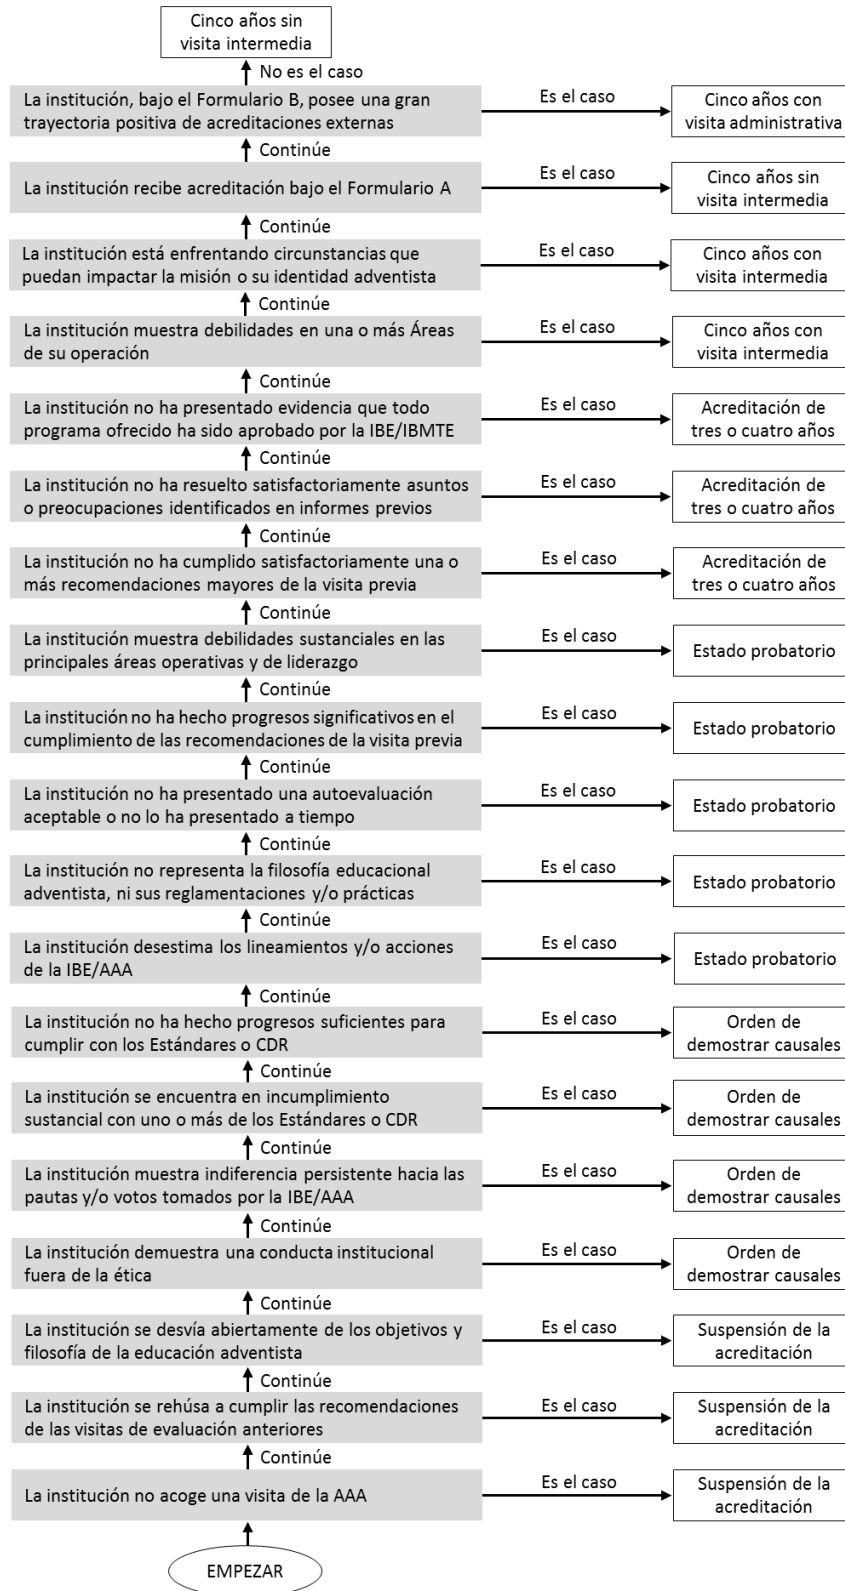 Cinco años sin
visita intermedia
No es el caso
La institución, bajo el Formulario B, posee una gran
trayectoria positiva de acreditaciones externas
Es el caso
Cinco años con
visita administrativa
Continúe
La institución recibe acreditación bajo el Formulario A
Es el caso
Cinco años sin
visita intermedia
Continúe
La institución está enfrentando circunstancias que
puedan impactar la misión o su identidad adventista
Es el caso
Cinco años con
visita intermedia
Continúe
La institución muestra debilidades en una o más Áreas
de su operación
Es el caso
Cinco años con
visita intermedia
Continúe
La institución no ha presentado evidencia que todo
programa ofrecido ha sido aprobado por la IBE/IBMTE
Es el caso
Acreditación de
tres o cuatro años
Continúe
La institución no ha resuelto satisfactoriamente asuntos
o preocupaciones identificados en informes previos
Es el caso
Acreditación de
tres o cuatro años
Continúe
La institución no ha cumplido satisfactoriamente una o
más recomendaciones mayores de la visita previa
Es el caso
Acreditación de
tres o cuatro años
Continúe
La institución muestra debilidades sustanciales en las
principales áreas operativas y de liderazgo
Es el caso
Estado probatorio
Continúe
La institución no ha hecho progresos significativos en el
cumplimiento de las recomendaciones de la visita previa
Es el caso
Estado probatorio
Continúe
La institución no ha presentado una autoevaluación
aceptable o no lo ha presentado a tiempo
Es el caso
Estado probatorio
Continúe
La institución no representa la filosofía educacional
adventista, ni sus reglamentaciones y/o prácticas
Es el caso
Estado probatorio
Continúe
La institución desestima los lineamientos y/o acciones
de la IBE/AAA
Es el caso
Estado probatorio
Continúe
La institución no ha hecho progresos suficientes para
cumplir con los Estándares o CDR
Es el caso
Orden de
demostrar causales
Continúe
La institución se encuentra en incumplimiento
sustancial con uno o más de los Estándares o CDR
Es el caso
Orden de
demostrar causales
Continúe
La institución muestra indiferencia persistente hacia las
pautas y/o votos tomados por la IBE/AAA
Es el caso
Orden de
demostrar causales
Continúe
La institución demuestra una conducta institucional
fuera de la ética
Es el caso
Orden de
demostrar causales
Continúe
La institución se desvía abiertamente de los objetivos y
filosofía de la educación adventista
Es el caso
Suspensión de la
acreditación
Continúe
La institución se rehúsa a cumplir las recomendaciones
de las visitas de evaluación anteriores
Es el caso
Suspensión de la
acreditación
Continúe
La institución no acoge una visita de la AAA
Es el caso
Suspensión de la
acreditación
EMPEZAR